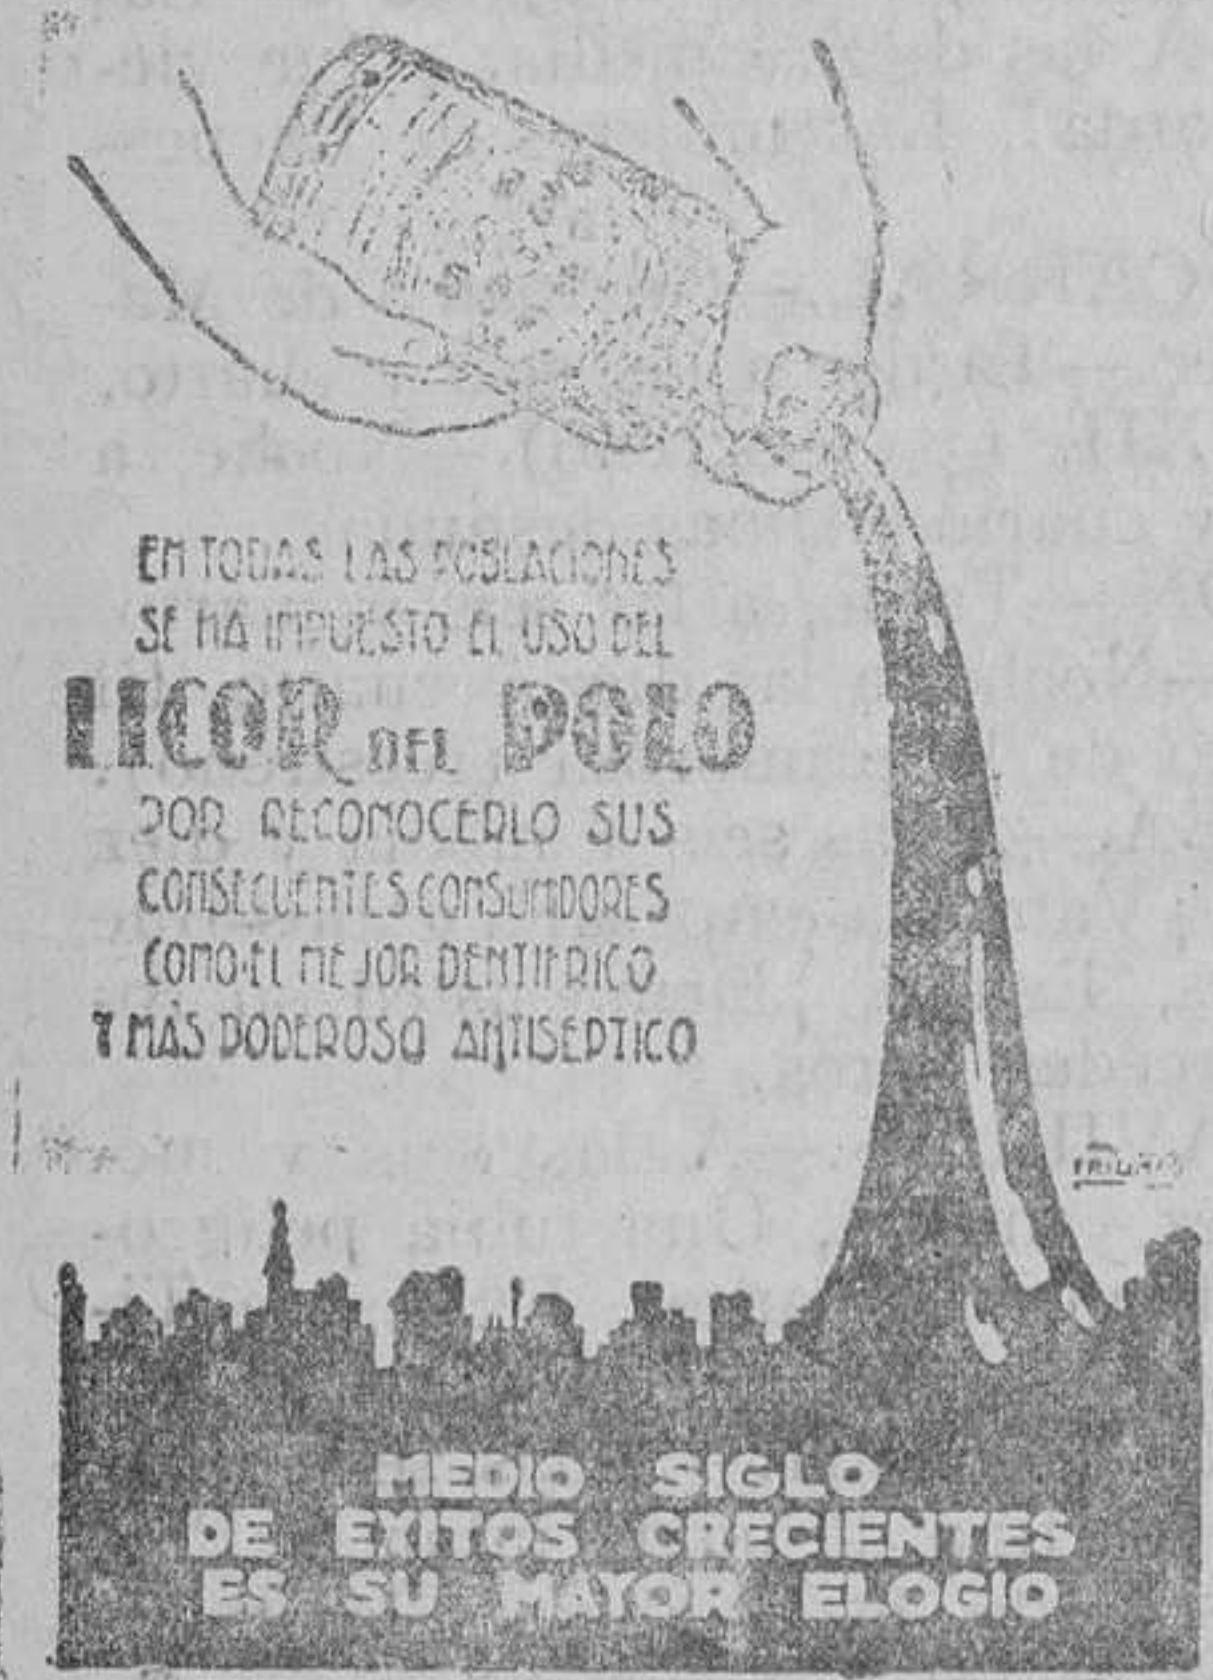 EN TODAS LAS POBLACIONES
SE HA IMPUESTO EL USO DEL
LICOR DEL POLO
POR RECONOCERLO SUS
CONSECUENTES CONSUMIDORES
COMO EL MEJOR DENTIFRICO
Y MÁS PODEROSO ANTISEPTICO
MEDIO SIGLO
DE EXITOS CRECIENTES
ES SU MAYOR ELOGIO